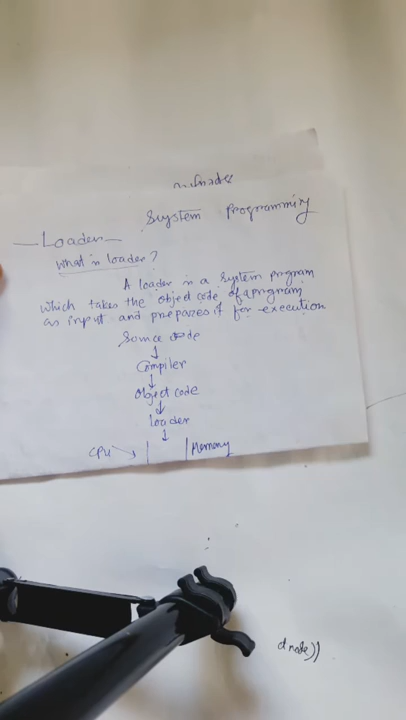 System Programming
Loader
What is loader?
A loader is a system program
which takes the object code of a program
as input and prepares it for execution
Source code
↓
Compiler
↓
Object code
↓
loader
↓
CPU → Memory